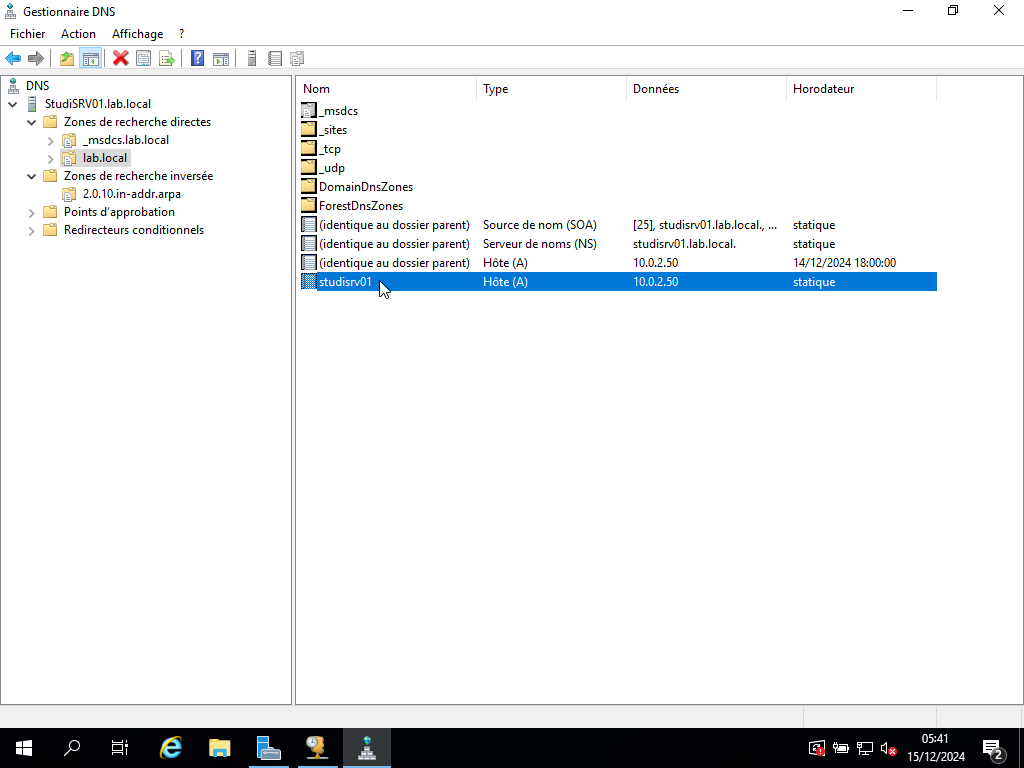 Gestionnaire DNS
Fichier Action Affichage ?
DNS
StudiSRV01.lab.local
Zones de recherche directes
_msdcs.lab.local
lab.local
Zones de recherche inversée
2.0.10.in-addr.arpa
Points d'approbation
Redirecteurs conditionnels
Nom Type Données Horodateur
_msdcs
_sites
_tcp
_udp
DomainDnsZones
ForestDnsZones
(identique au dossier parent) Source de nom (SOA) [25], studisrv01.lab.local., ... statique
(identique au dossier parent) Serveur de noms (NS) studisrv01.lab.local. statique
(identique au dossier parent) Hôte (A) 10.0.2.50 14/12/2024 18:00:00
studisrv01 Hôte (A) 10.0.2.50 statique
05:41
15/12/2024
2